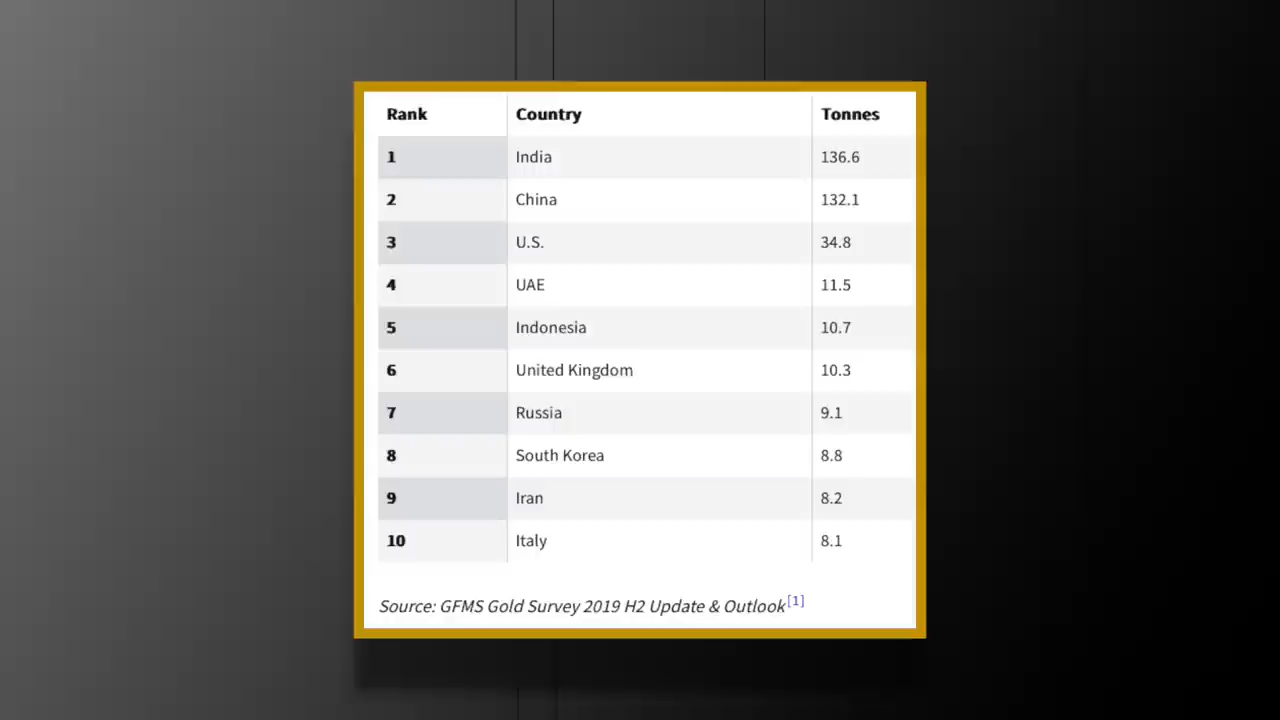 Rank Country Tonnes
1 India 136.6
2 China 132.1
3 U.S. 34.8
4 UAE 11.5
5 Indonesia 10.7
6 United Kingdom 10.3
7 Russia 9.1
8 South Korea 8.8
9 Iran 8.2
10 Italy 8.1
Source: GFMS Gold Survey 2019 H2 Update & Outlook[1]